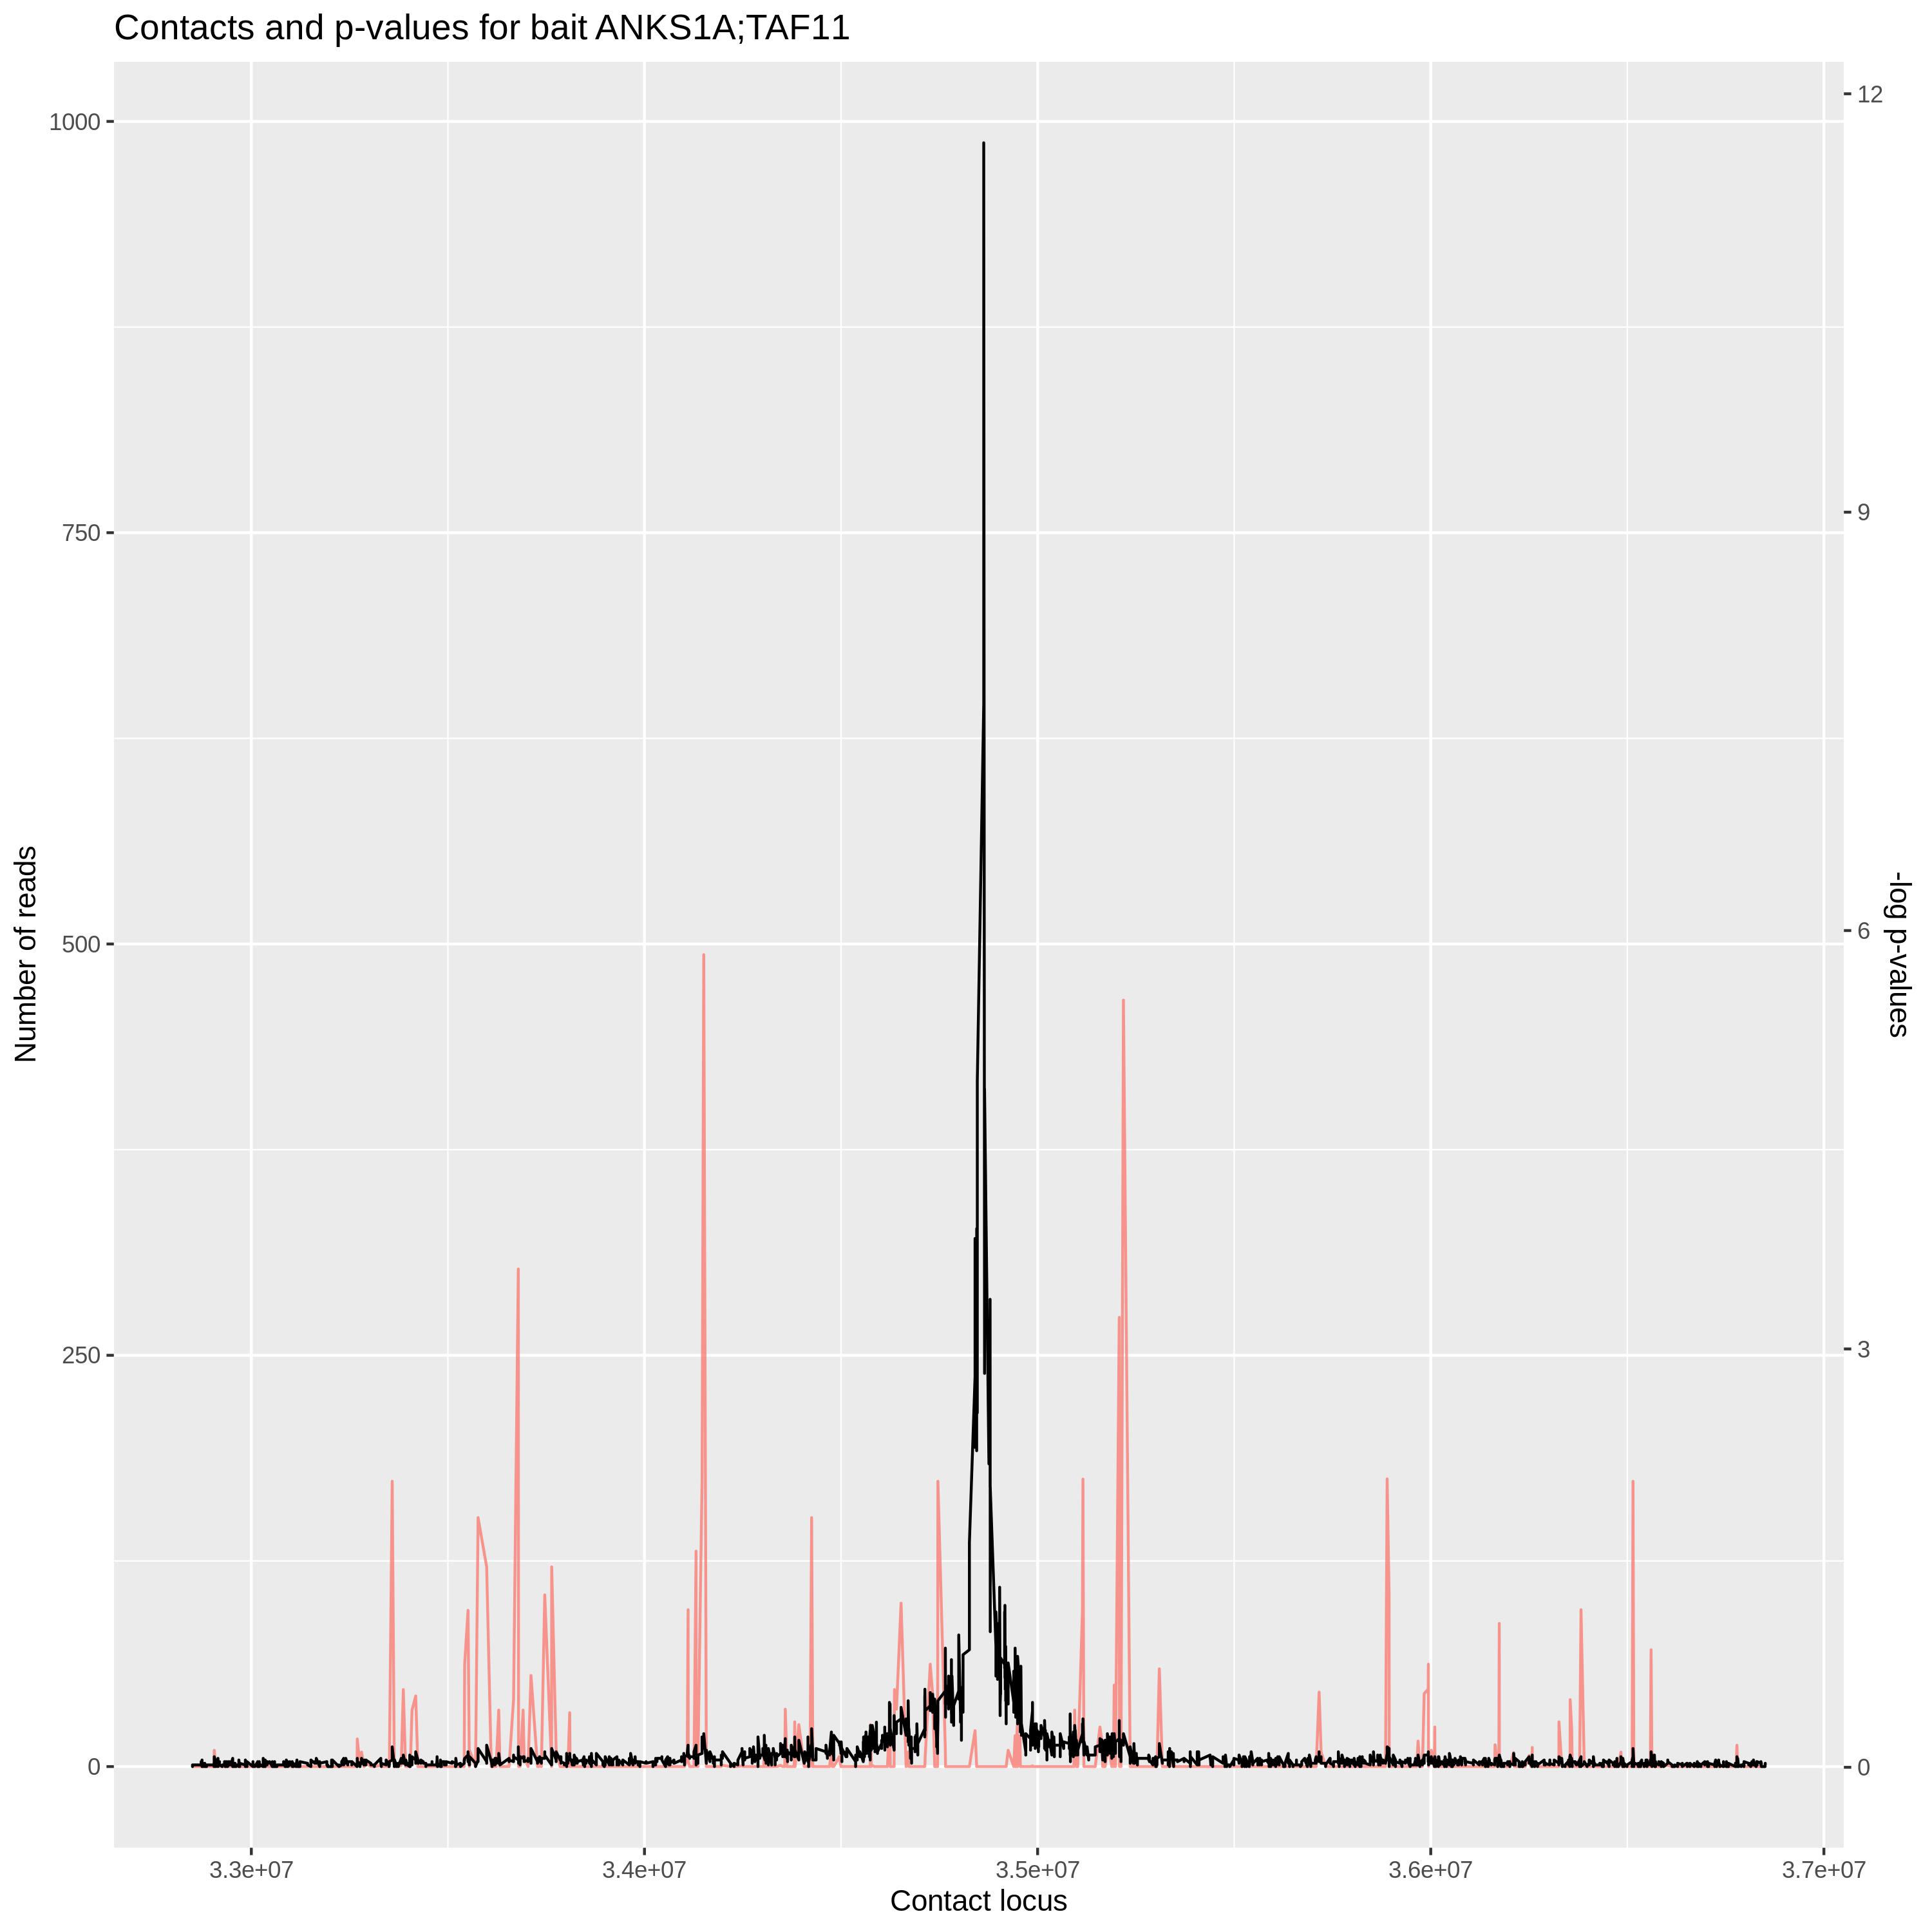 Contacts and p-values for bait ANKS1A;TAF11
1000
750
500
250
0
Number of reads
12
9
6
3
0
-log p-values
3.3e+07
3.4e+07
3.5e+07
3.6e+07
3.7e+07
Contact locus